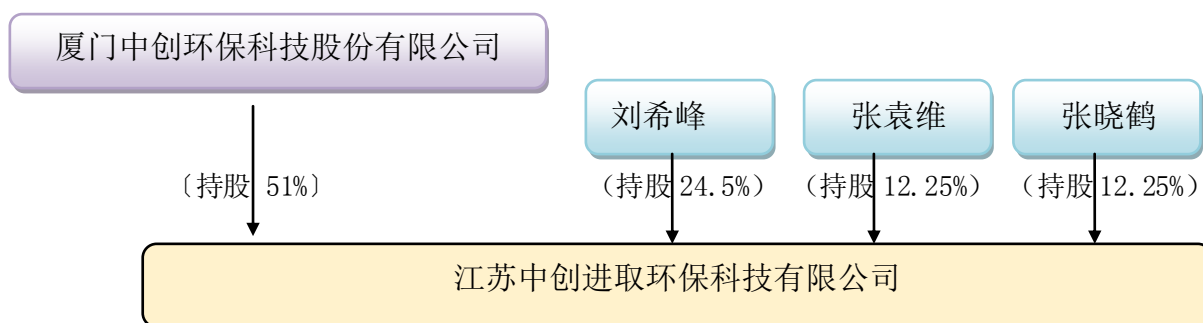 厦门中创环保科技股份有限公司
刘希峰
张袁维
张晓鹤
〔持股 51%〕
（持股 24.5%）
（持股 12.25%）
（持股 12.25%）
江苏中创进取环保科技有限公司